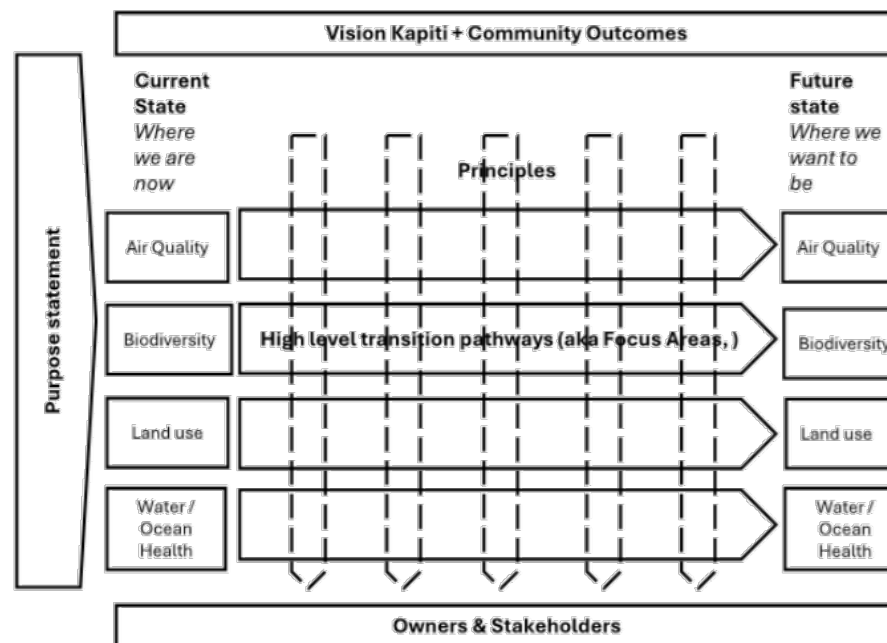 Vision Kapiti + Community Outcomes
Purpose statement
Current
State
Where
we are
now
Future
state
Where we
want to
be
Principles
Air Quality
Air Quality
Biodiversity
High level transition pathways (aka Focus Areas, )
Biodiversity
Land use
Land use
Water /
Ocean
Health
Water /
Ocean
Health
Owners & Stakeholders